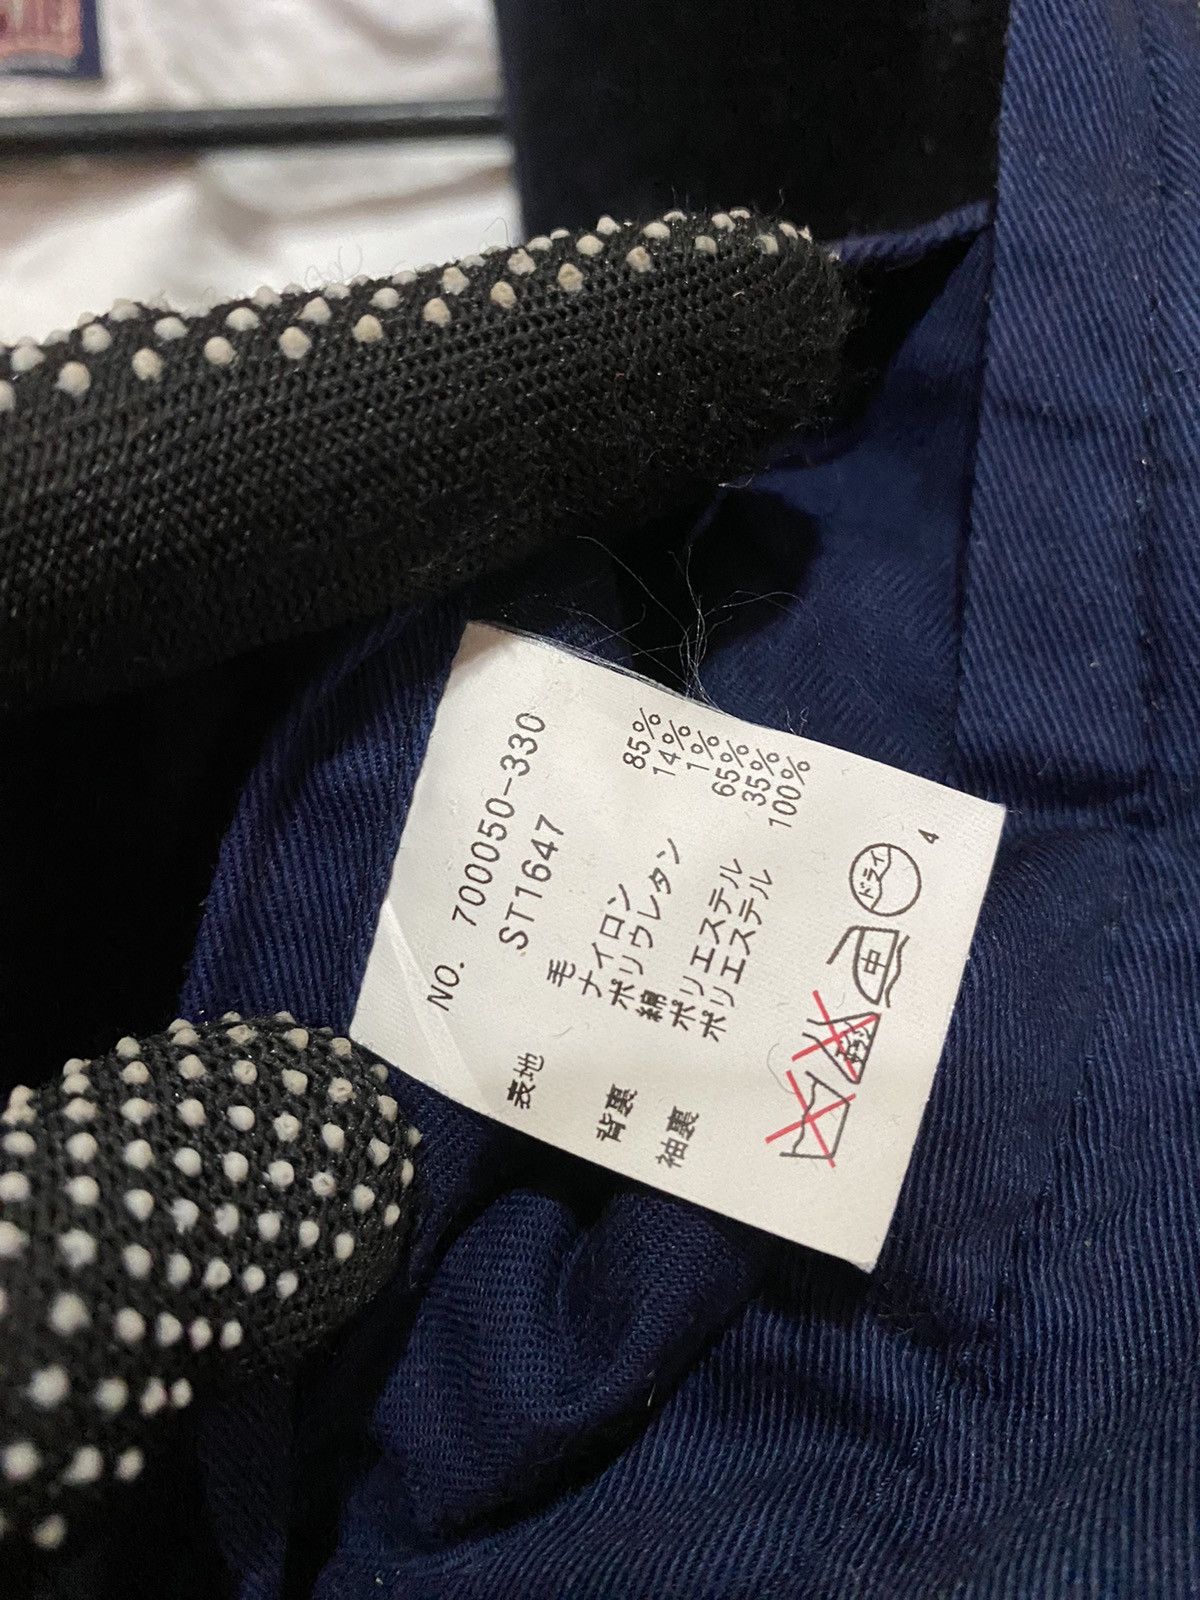 NO. 700050-330
ST1647
表地 毛 85%
ナイロン 14%
ポリウレタン 1%
背裏 綿 65%
ポリエステル 35%
袖裏 ポリエステル 100%
ドライ
中
4